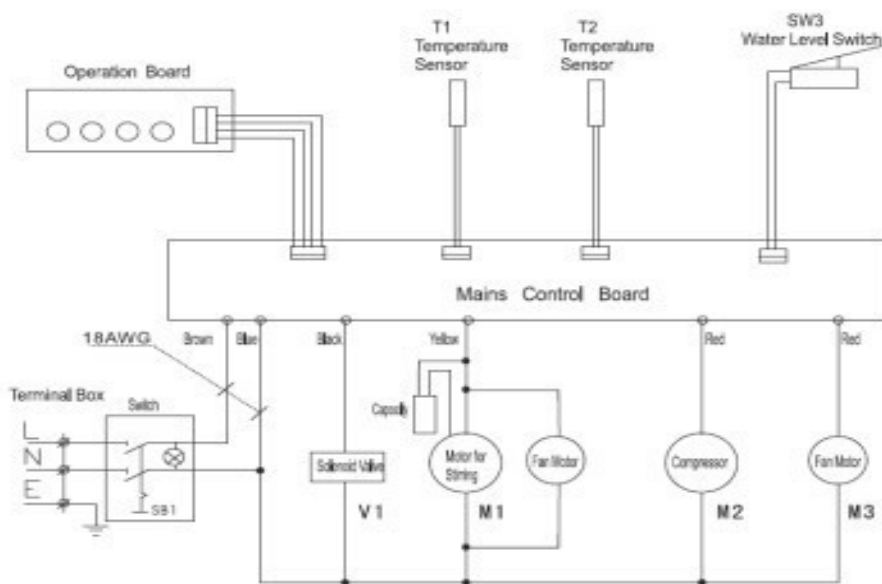 T1
Temperature
Sensor
T2
Temperature
Sensor
SW3
Water Level Switch
Operation Board
Mains Control Board
18AWG
Brown
Blue
Black
Yellow
Red
Red
Terminal Box
Switch
L
N
E
SB1
Solenoid Valve
V1
Motor for
Stirring
M1
Fan Motor
Compressor
M2
Fan Motor
M3